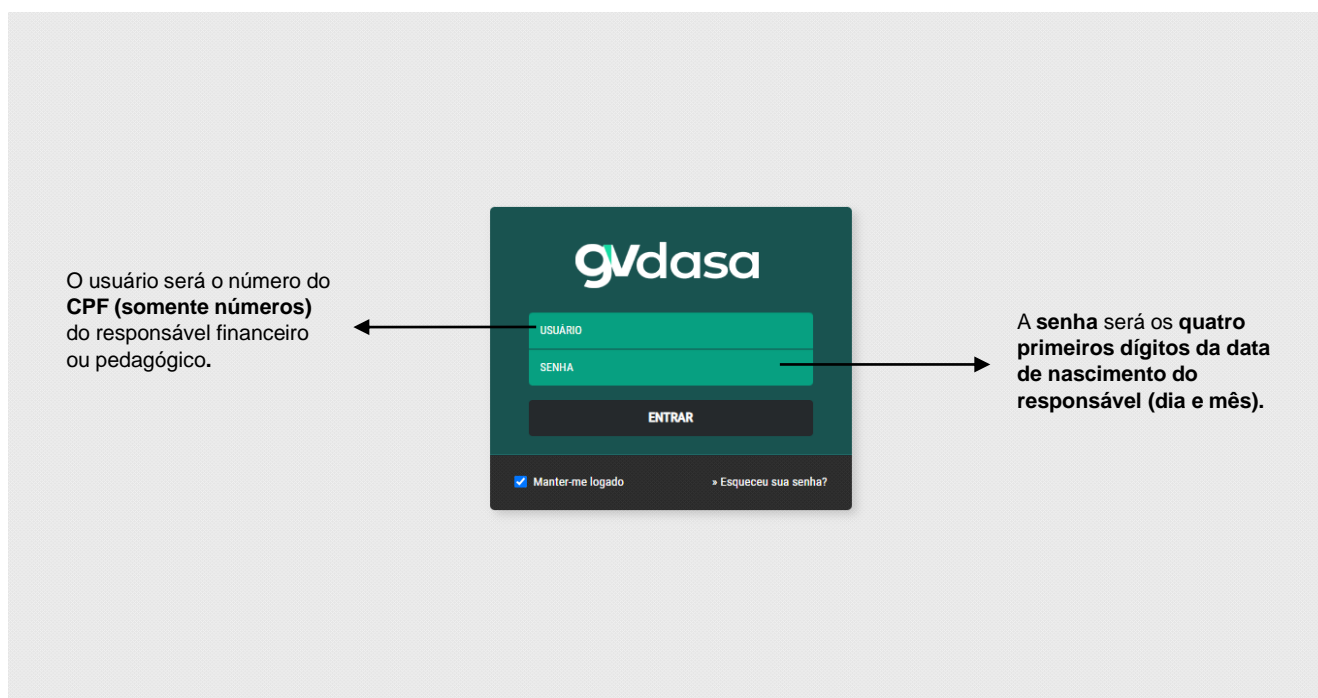 O usuário será o número do
CPF (somente números)
do responsável financeiro
ou pedagógico.
gVdasa
USUÁRIO
SENHA
ENTRAR
Manter-me logado
» Esqueceu sua senha?
A senha será os quatro
primeiros dígitos da data
de nascimento do
responsável (dia e mês).